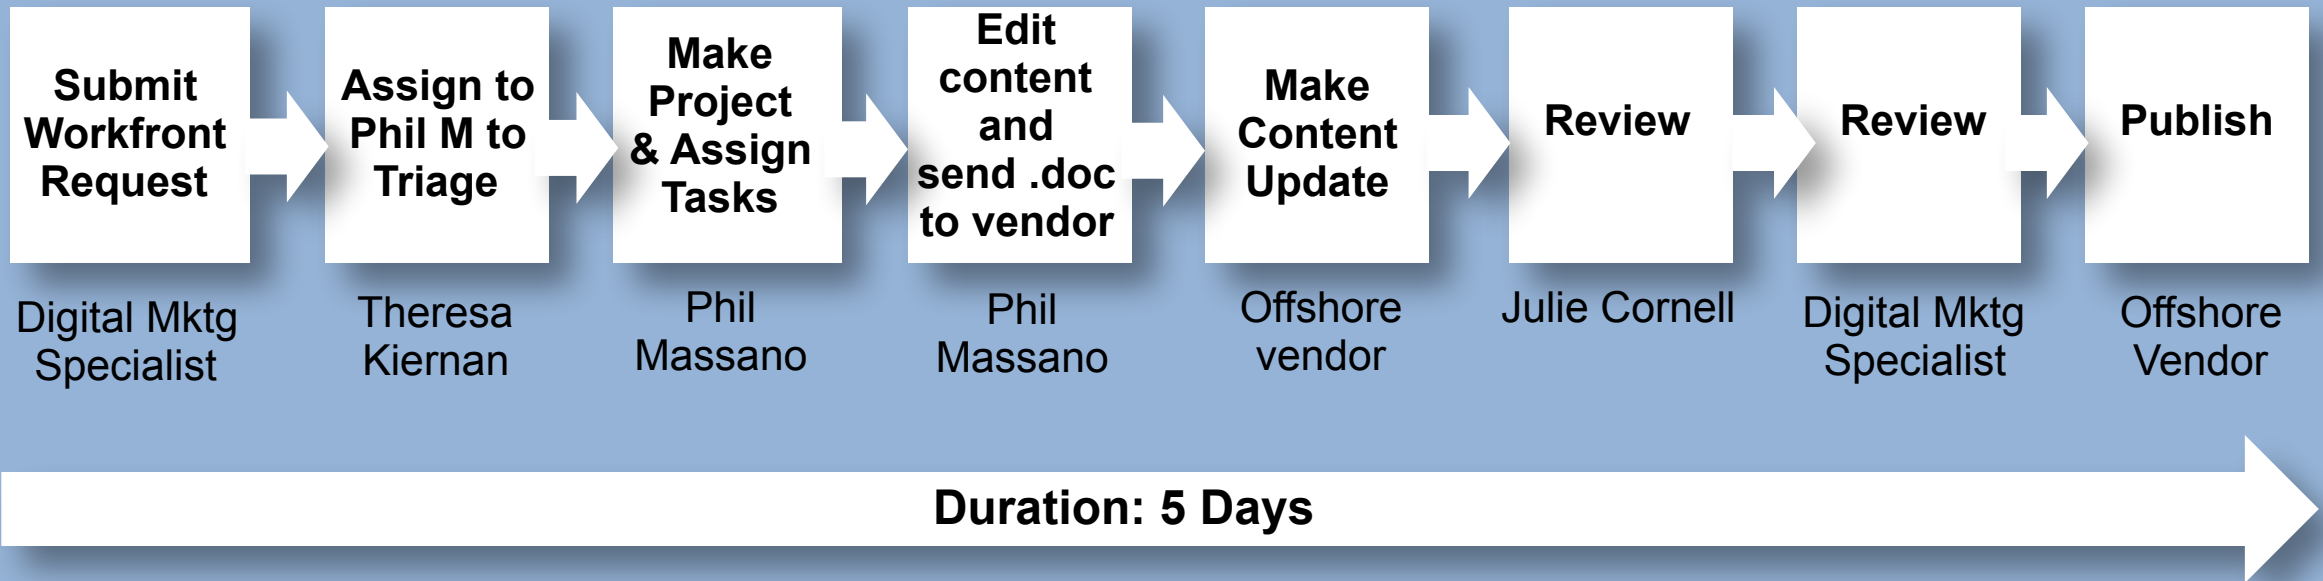 Submit
Workfront
Request
Assign to
Phil M to
Triage
Make
Project
& Assign
Tasks
Edit
content
and
send .doc
to vendor
Make
Content
Update
Review
Review
Publish
Digital Mktg
Specialist
Theresa
Kiernan
Phil
Massano
Phil
Massano
Offshore
vendor
Julie Cornell
Digital Mktg
Specialist
Offshore
Vendor
Duration: 5 Days